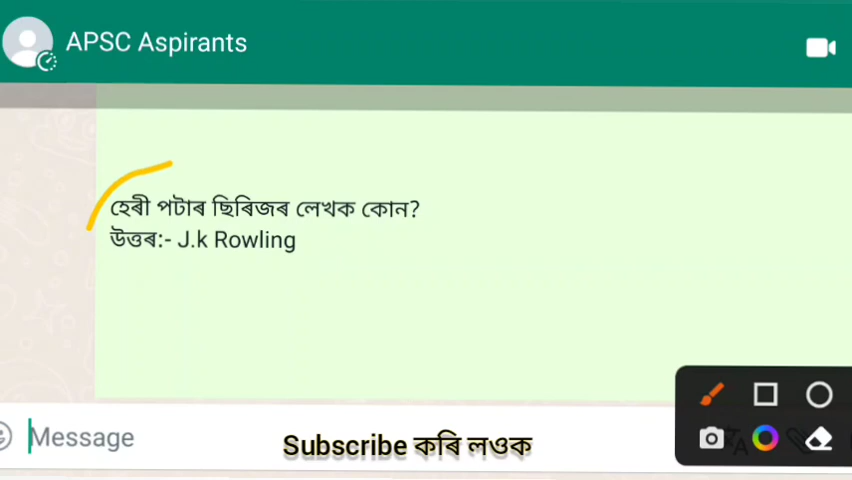 APSC Aspirants
হেৰী পটাৰ ছিৰিজৰ লেখক কোন?
উত্তৰ:- J.k Rowling
Message
Subscribe কৰি লওক